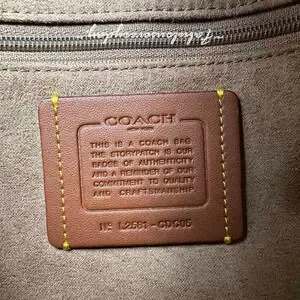 COACH
NEW YORK
THIS IS A COACH BAG
THE STORYPATCH IS OUR
BADGE OF AUTHENTICITY,
AND A REMINDER OF OUR
COMMITMENT TO QUALITY
AND CRAFTSMANSHIP
Nº L2581 - CDC05